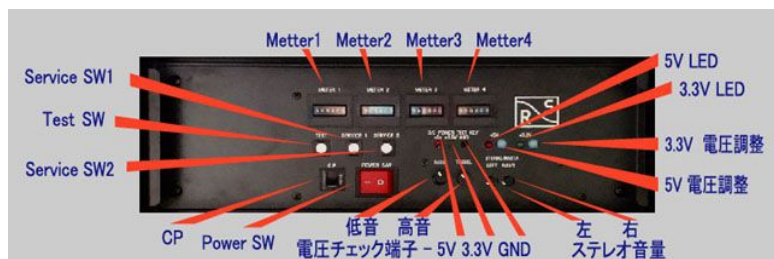 Metter1 Metter2 Metter3 Metter4
5V LED
3.3V LED
Service SW1
Test SW
Service SW2
METER 1 METER 2 METER 3 METER 4
R S
TEST SERVICE 1 SERVICE 2
3.3V 電圧調整
5V 電圧調整
C.P POWER SW
CP Power SW 低音 高音 左 右
電圧チェック端子 – 5V 3.3V GND ステレオ音量